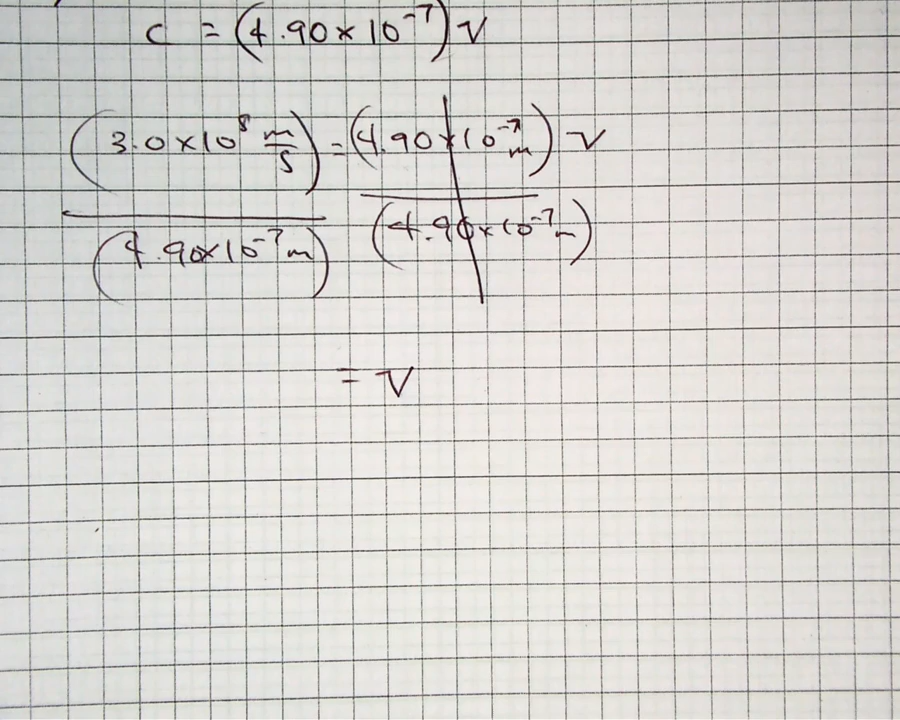 c = (4.90×10⁻⁷) ν
(3.0×10⁸ m/s) = (4.90×10⁻⁷ m) ν
(4.90×10⁻⁷ m) (4.90×10⁻⁷ m)
= ν